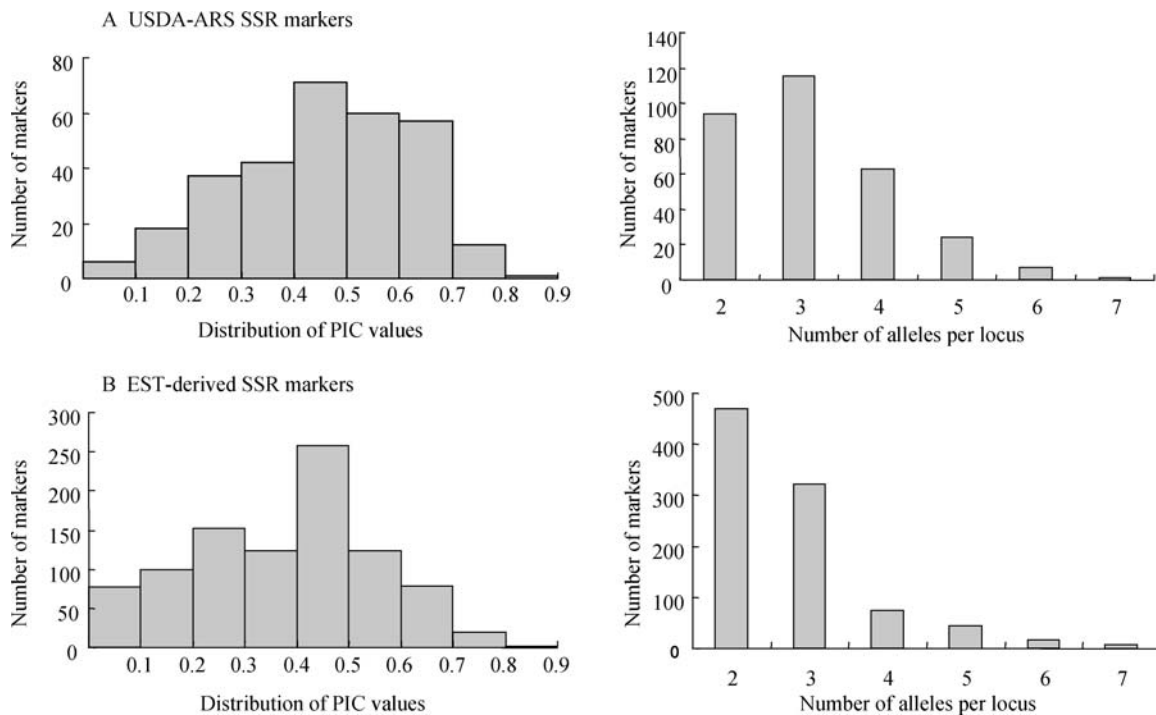 A USDA-ARS SSR markers
Number of markers
80
60
40
20
0
0.1 0.2 0.3 0.4 0.5 0.6 0.7 0.8 0.9
Distribution of PIC values
Number of markers
140
120
100
80
60
40
20
0
2 3 4 5 6 7
Number of alleles per locus
B EST-derived SSR markers
Number of markers
300
250
200
150
100
50
0
0.1 0.2 0.3 0.4 0.5 0.6 0.7 0.8 0.9
Distribution of PIC values
Number of markers
500
400
300
200
100
0
2 3 4 5 6 7
Number of alleles per locus